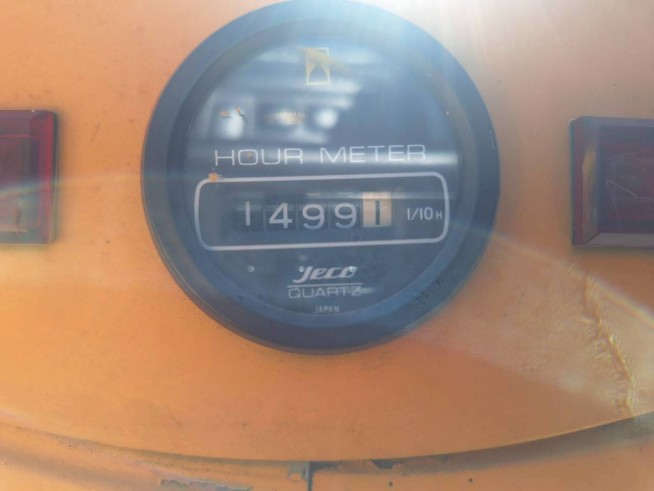 HOUR METER
14991 1/10H
Jeco
QUARTZ
JAPAN